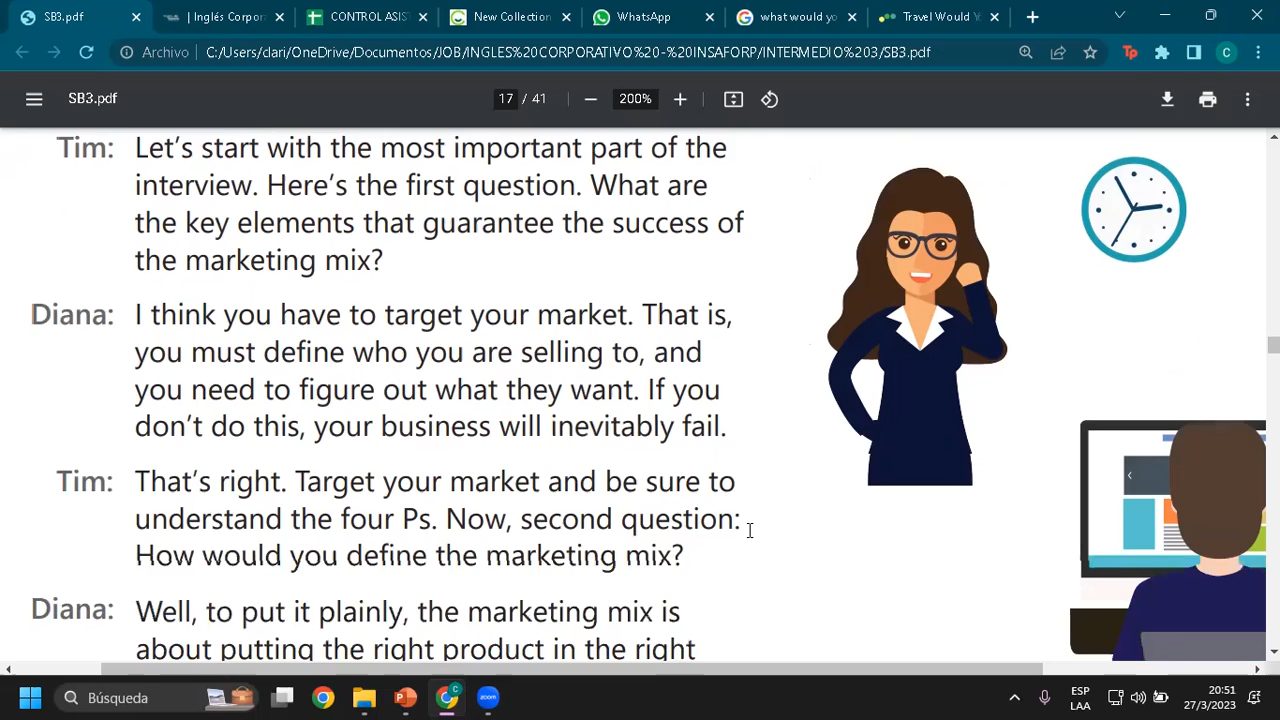 SB3.pdf
Inglés Corpor
CONTROL ASIST
New Collection
WhatsApp
what would yo
Travel Would Y
Archivo
C:/Users/clari/OneDrive/Documentos/JOB/INGLES%20CORPORATIVO%20-%20INSAFORP/INTERMEDIO%203/SB3.pdf
SB3.pdf
17 / 41
200%
Tim: Let's start with the most important part of the
interview. Here's the first question. What are
the key elements that guarantee the success of
the marketing mix?
Diana: I think you have to target your market. That is,
you must define who you are selling to, and
you need to figure out what they want. If you
don't do this, your business will inevitably fail.
Tim: That's right. Target your market and be sure to
understand the four Ps. Now, second question:
How would you define the marketing mix?
Diana: Well, to put it plainly, the marketing mix is
about putting the right product in the right
Búsqueda
zoom
ESP
LAA
20:51
27/3/2023